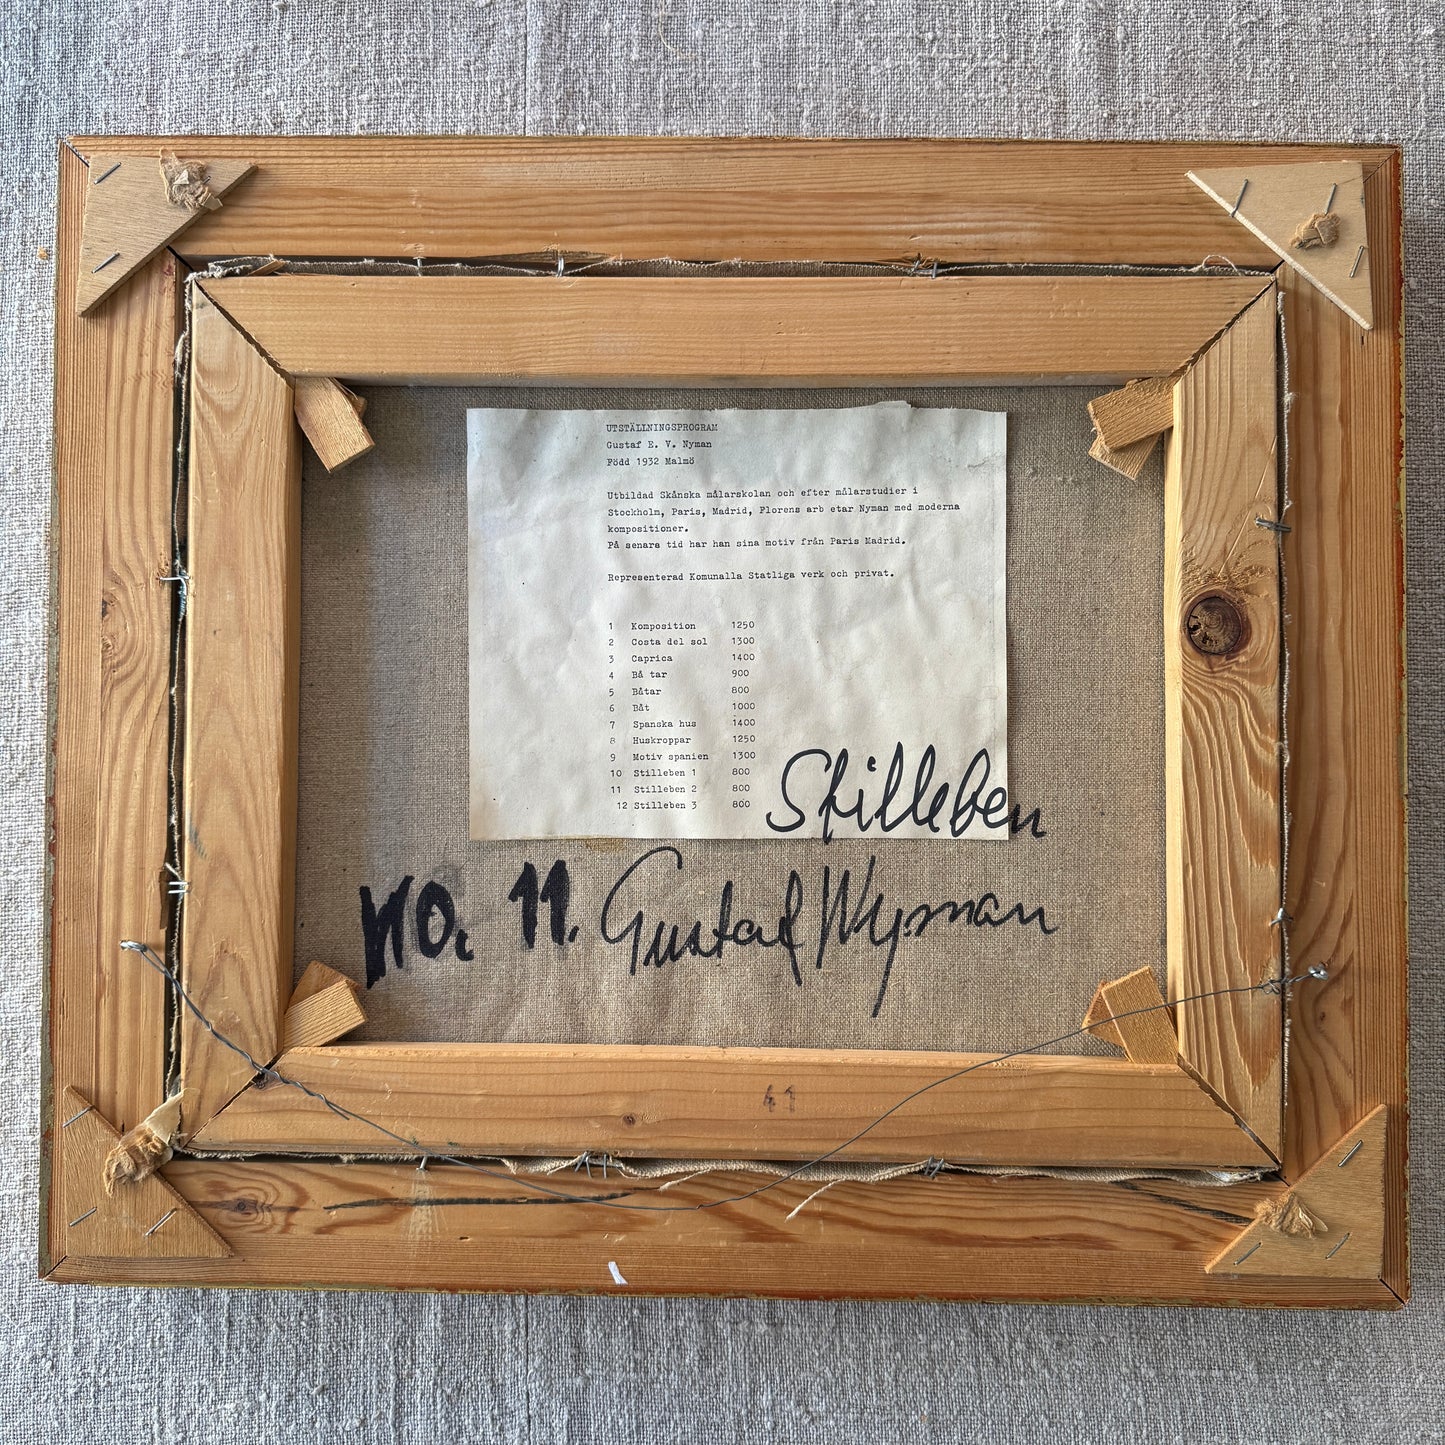 UTSTÄLLNINGSPROGRAM
Gustaf E. V. Nyman
Född 1932 Malmö
Utbildad Skånska målarskolan och efter målarstudier i
Stockholm, Paris, Madrid, Florens arb etar Nyman med moderna
kompositioner.
På senare tid har han sina motiv från Paris Madrid.
Representerad Komunalla Statliga verk och privat.
1 Komposition 1250
2 Costa del sol 1300
3 Caprica 1400
4 Bå tar 900
5 Båtar 800
6 Båt 1000
7 Spanska hus 1400
8 Huskroppar 1250
9 Motiv spanien 1300
10 Stilleben 1 800
11 Stilleben 2 800
12 Stilleben 3 800
Stilleben
no. 11. Gustaf Nyman
41